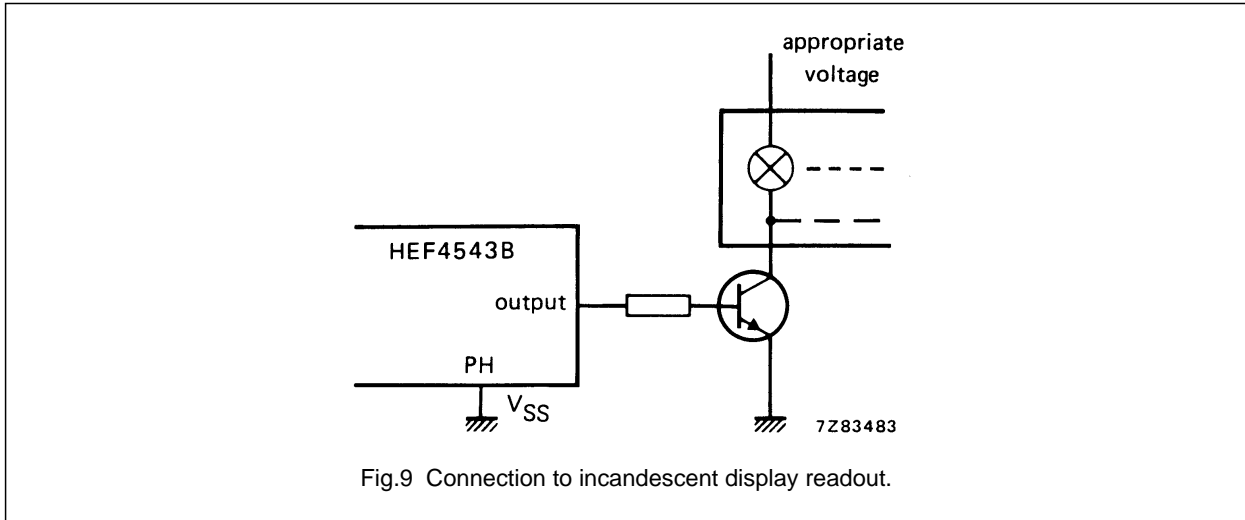 appropriate
voltage
HEF4543B
output
PH
VSS
7Z83483
Fig.9 Connection to incandescent display readout.